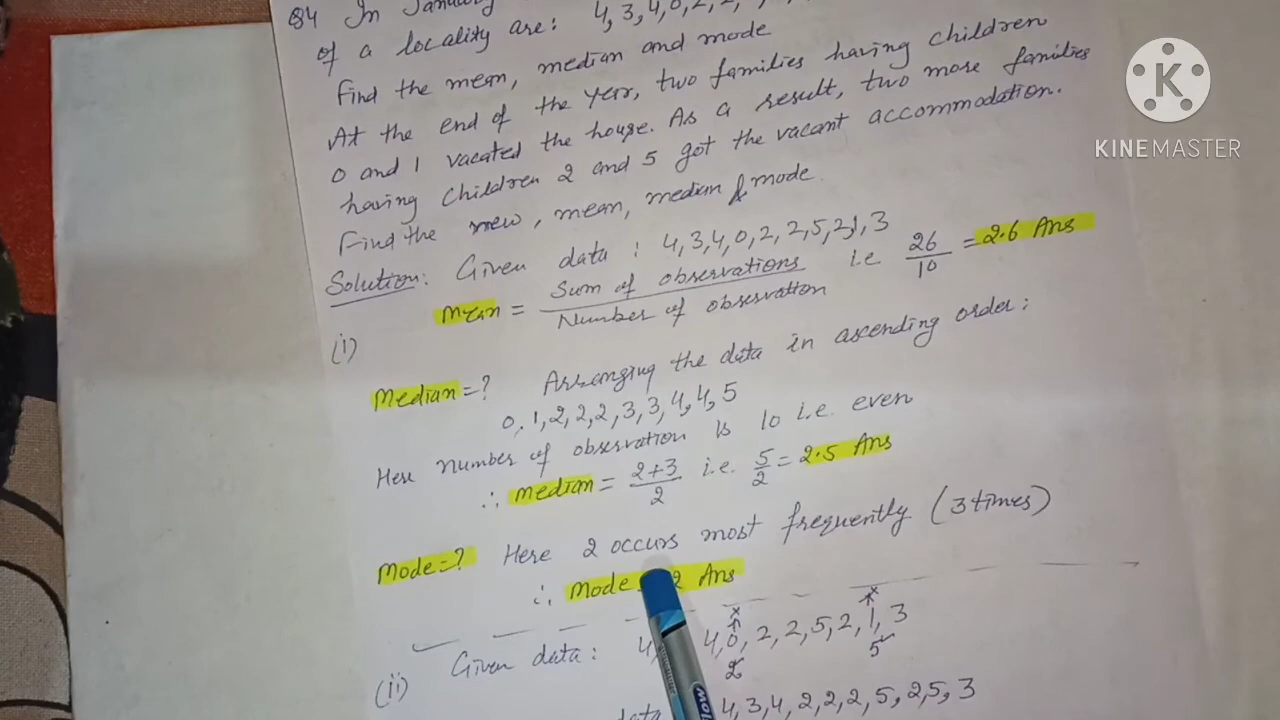 Q4 In January
4, 3, 4, 0, 2, 2,
of a locality are:
Find the mean, median and mode
At the end of the year, two families having children
0 and 1 vacated the house. As a result, two more families
having children 2 and 5 got the vacant accommodation.
Find the new, mean, median & mode.
Solution: Given data : 4, 3, 4, 0, 2, 2, 5, 2, 1, 3
(i) mean = Sum of observations / Number of observation i.e 26/10 = 2.6 Ans
Median = ? Arranging the data in ascending order:
0, 1, 2, 2, 2, 3, 3, 4, 4, 5
Here number of observation is 10 i.e. even
∴ median = 2+3/2 i.e. 5/2 = 2.5 Ans
Mode = ? Here 2 occurs most frequently (3 times)
∴ Mode 2 Ans
(ii) Given data: 4, 4, 0, 2, 2, 5, 2, 1, 3
2 5
data 4, 3, 4, 2, 2, 2, 5, 2, 5, 3
K
KINEMASTER
flow